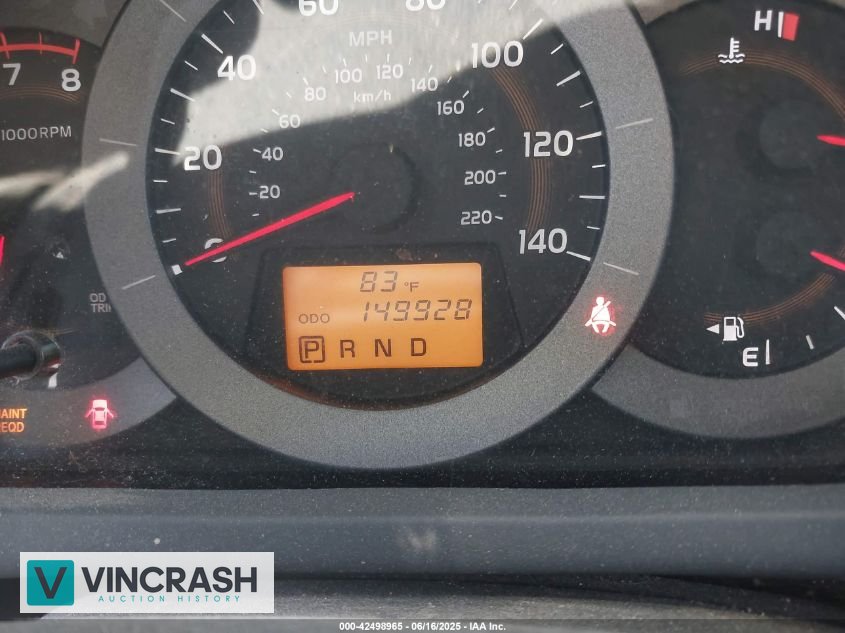 60 80
MPH
H
40 100 120 100
80 140
km/h
7 8
60 160
1000RPM
20 40 180 120
20 200
0 220 140
83 °F
OD
TRI
ODO 149928
P R N D
E
AINT
EQD
VINCRASH
AUCTION HISTORY
000-42498965 - 06/16/2025 - IAA Inc.